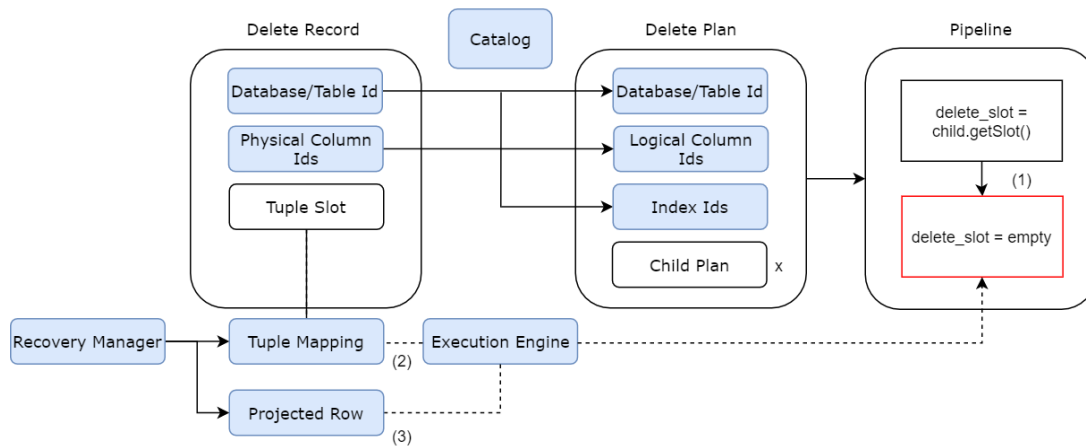 Delete Record
Catalog
Delete Plan
Pipeline
Database/Table Id
Database/Table Id
delete_slot =
child.getSlot()
Physical Column
Ids
Logical Column
Ids
(1)
Tuple Slot
Index Ids
delete_slot = empty
Child Plan
x
Recovery Manager
Tuple Mapping
(2)
Execution Engine
Projected Row
(3)